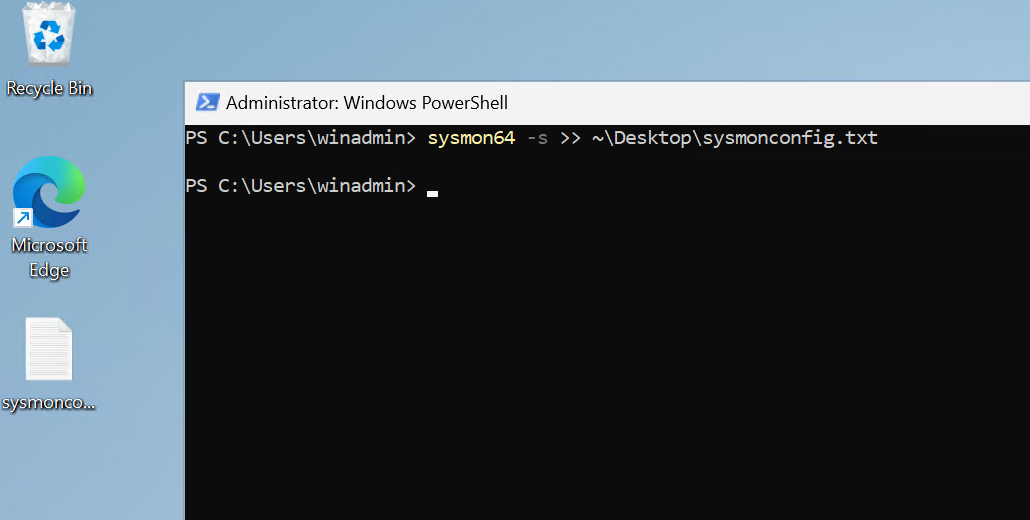 Recycle Bin
Administrator: Windows PowerShell
PS C:\Users\winadmin> sysmon64 -s >> ~\Desktop\sysmonconfig.txt
PS C:\Users\winadmin>
Microsoft
Edge
sysmonco...